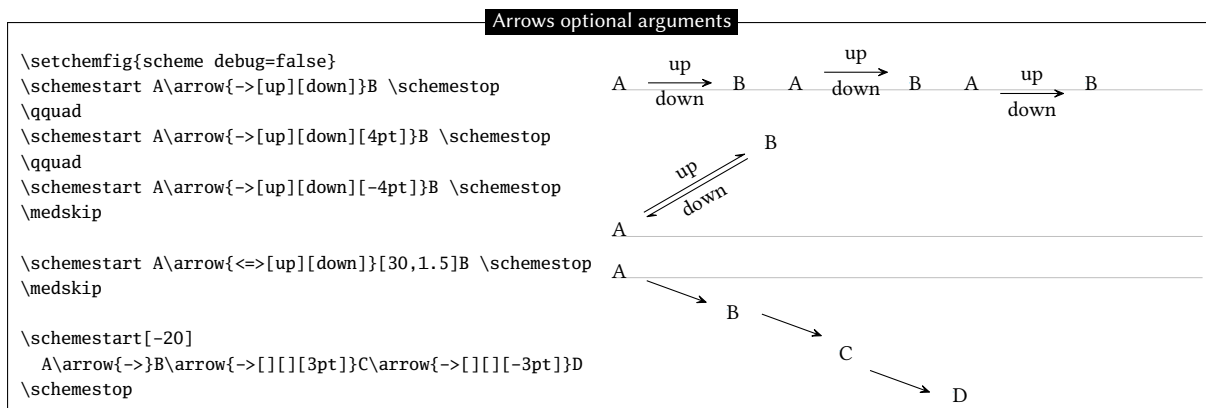 Arrows optional arguments
\setchemfig{scheme debug=false}
\schemestart A\arrow{->[up][down]}B \schemestop
\qquad
\schemestart A\arrow{->[up][down][4pt]}B \schemestop
\qquad
\schemestart A\arrow{->[up][down][-4pt]}B \schemestop
\medskip
\schemestart A\arrow{<=>[up][down]}[30,1.5]B \schemestop
\medskip
\schemestart[-20]
A\arrow{->}B\arrow{->[][][3pt]}C\arrow{->[][][-3pt]}D
\schemestop
up up up
A B A B A B
down down down
B
up
down
A
A
B
C
D